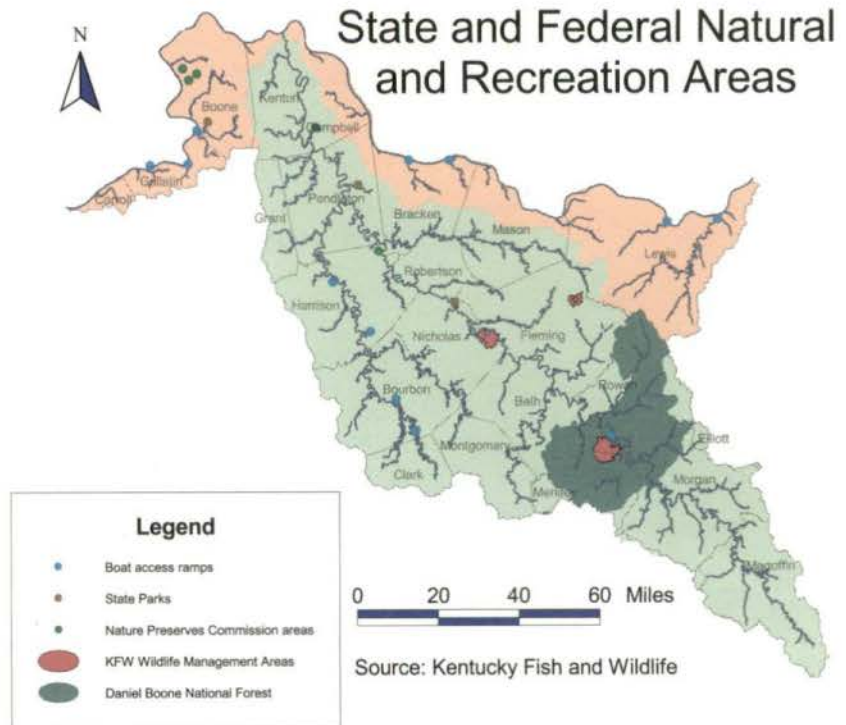 State and Federal Natural
and Recreation Areas
N
Kenton
Boone
Campbell
Gallatin
Carroll
Pendleton
Grant
Bracken
Mason
Lewis
Robertson
Harrison
Nicholas
Fleming
Rowan
Bourbon
Bath
Elliott
Montgomery
Clark
Morgan
Menifee
Magoffin
Legend
Boat access ramps
State Parks
Nature Preserves Commission areas
KFW Wildlife Management Areas
Daniel Boone National Forest
0 20 40 60 Miles
Source: Kentucky Fish and Wildlife